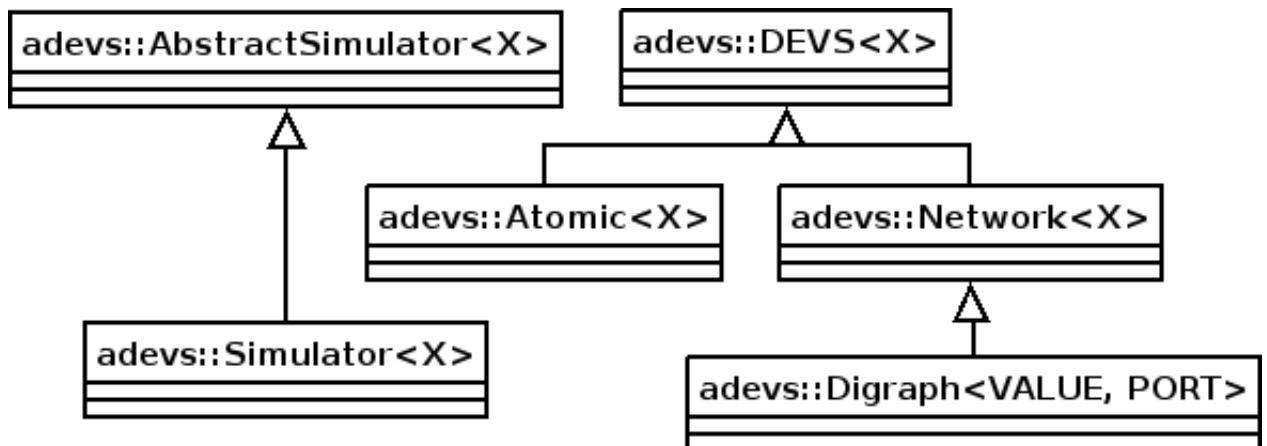 adevs::AbstractSimulator<X>
adevs::DEVS<X>
adevs::Atomic<X>
adevs::Network<X>
adevs::Simulator<X>
adevs::Digraph<VALUE, PORT>